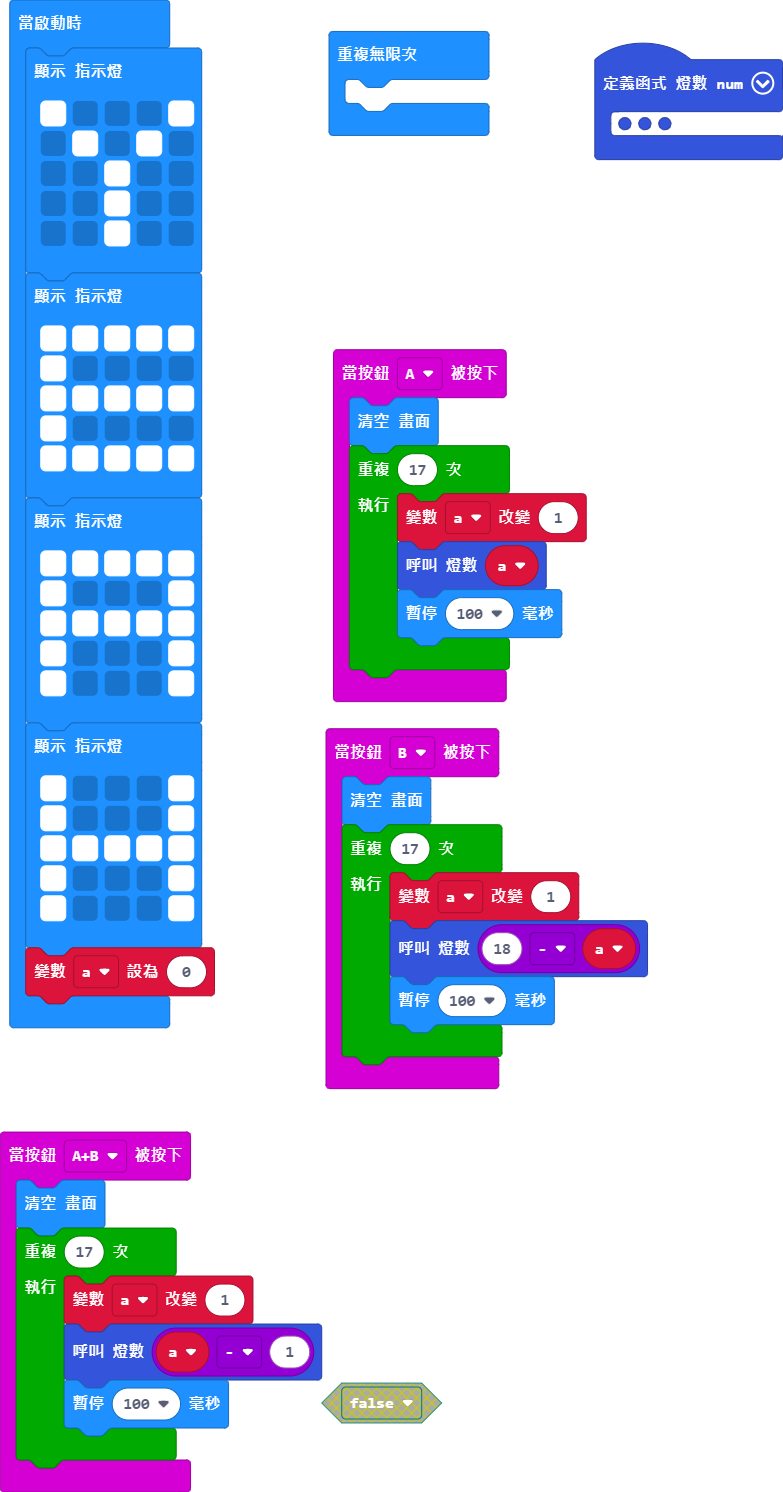 當啟動時
顯示 指示燈
顯示 指示燈
顯示 指示燈
顯示 指示燈
變數 a 設為 0
重複無限次
定義函式 燈數 num
當按鈕 A 被按下
清空 畫面
重複 17 次
執行
變數 a 改變 1
呼叫 燈數 a
暫停 100 毫秒
當按鈕 B 被按下
清空 畫面
重複 17 次
執行
變數 a 改變 1
呼叫 燈數 18 - a
暫停 100 毫秒
當按鈕 A+B 被按下
清空 畫面
重複 17 次
執行
變數 a 改變 1
呼叫 燈數 a - 1
暫停 100 毫秒
false